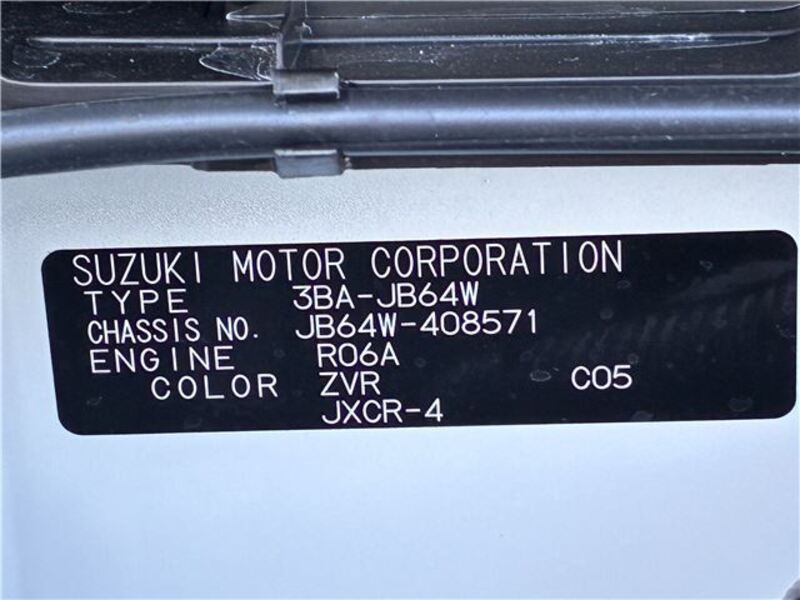 SUZUKI MOTOR CORPORATION
TYPE 3BA-JB64W
CHASSIS NO. JB64W-408571
ENGINE R06A
COLOR ZVR C05
JXCR-4